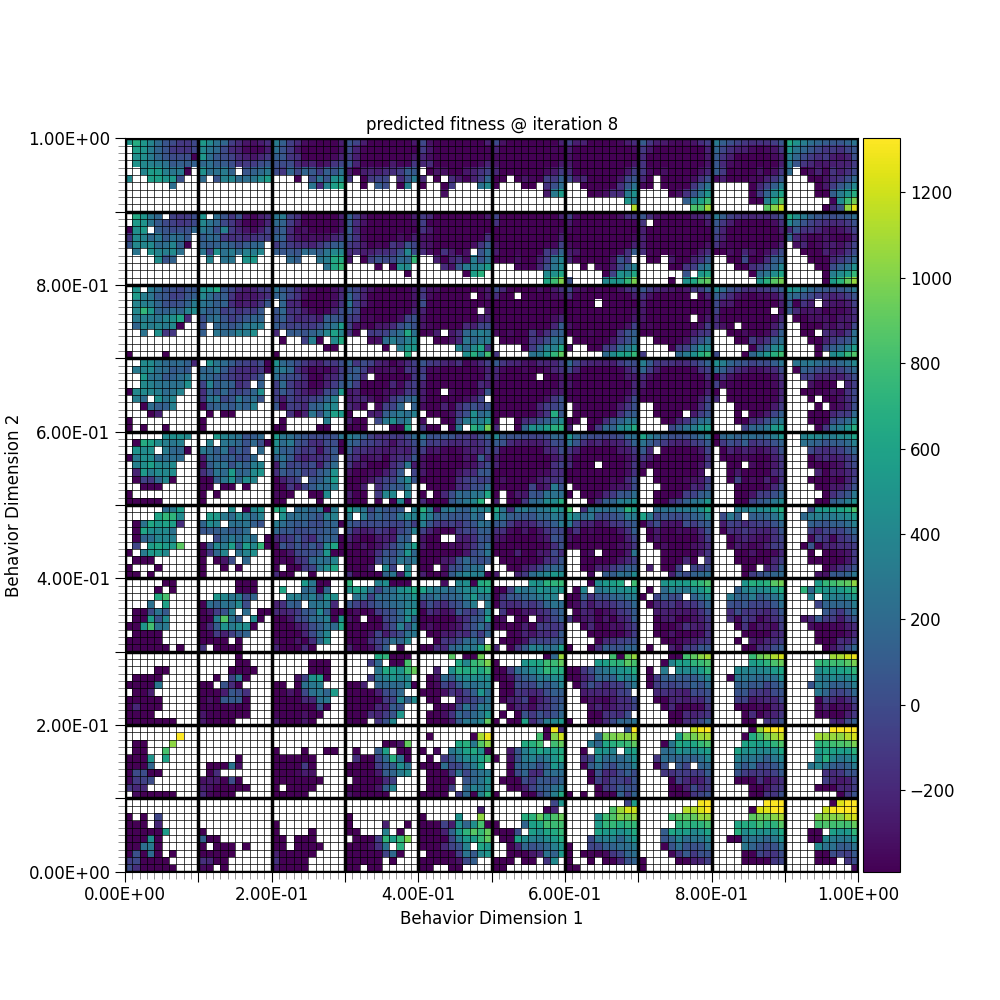 predicted fitness @ iteration 8
1.00E+00
8.00E-01
6.00E-01
4.00E-01
2.00E-01
0.00E+00
Behavior Dimension 2
0.00E+00 2.00E-01 4.00E-01 6.00E-01 8.00E-01 1.00E+00
Behavior Dimension 1
1200
1000
800
600
400
200
0
−200